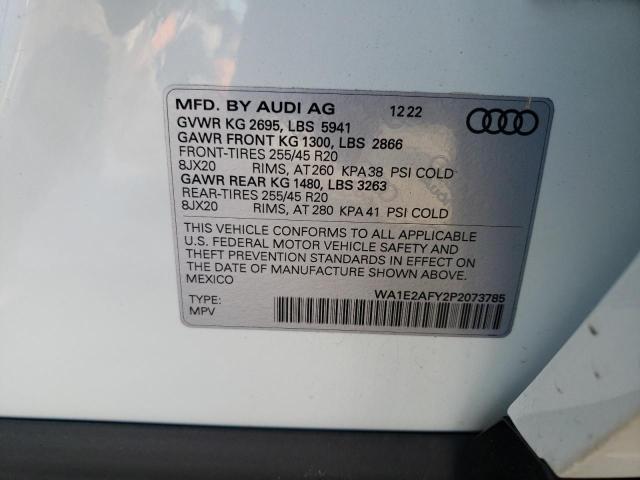 MFD. BY AUDI AG 12 22
GVWR KG 2695, LBS 5941
GAWR FRONT KG 1300, LBS 2866
FRONT-TIRES 255/45 R20
8JX20 RIMS, AT 260 KPA 38 PSI COLD
GAWR REAR KG 1480, LBS 3263
REAR-TIRES 255/45 R20
8JX20 RIMS, AT 280 KPA 41 PSI COLD
THIS VEHICLE CONFORMS TO ALL APPLICABLE
U.S. FEDERAL MOTOR VEHICLE SAFETY AND
THEFT PREVENTION STANDARDS IN EFFECT ON
THE DATE OF MANUFACTURE SHOWN ABOVE.
MEXICO
WA1E2AFY2P2073785
TYPE:
MPV